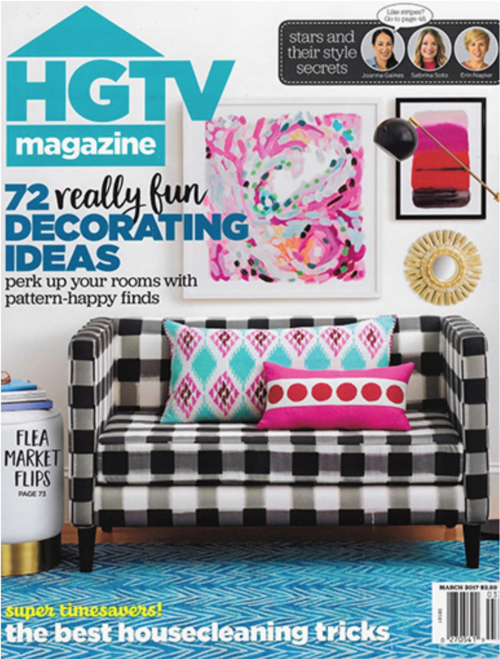 Like stripes?
Go to page 48
stars and
their style
secrets
Joanna Gaines
Sabrina Soto
Erin Napier
HGTV
magazine
72 really fun
DECORATING
IDEAS
perk up your rooms with
pattern-happy finds
FLEA
MARKET
FLIPS
PAGE 73
super timesavers!
the best housecleaning tricks
MARCH 2017 $3.99
03